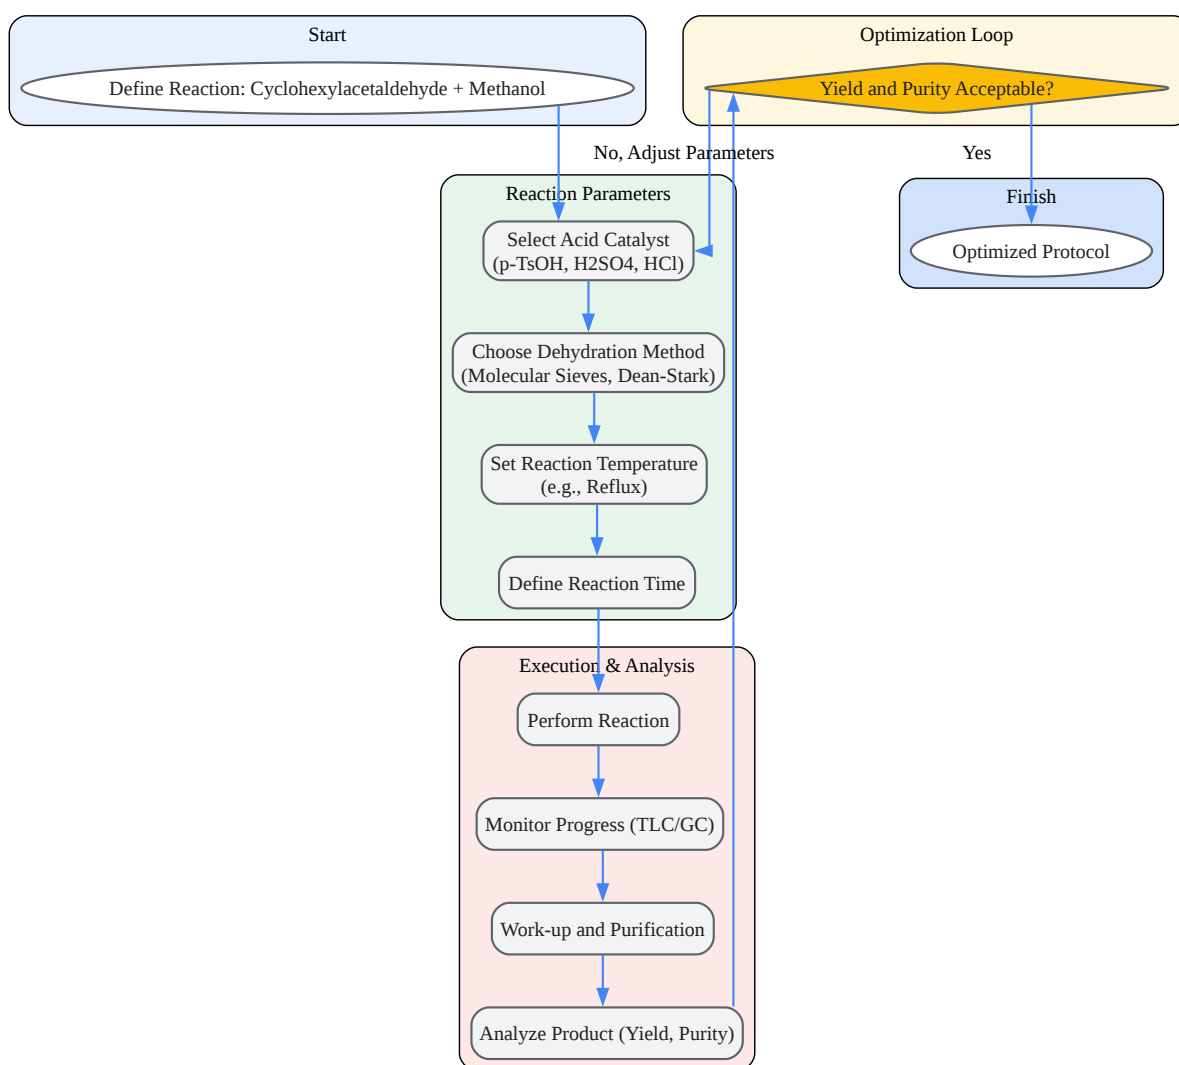 Start
Define Reaction: Cyclohexylacetaldehyde + Methanol
Optimization Loop
Yield and Purity Acceptable?
No, Adjust Parameters
Yes
Reaction Parameters
Select Acid Catalyst
(p-TsOH, H2SO4, HCl)
Choose Dehydration Method
(Molecular Sieves, Dean-Stark)
Set Reaction Temperature
(e.g., Reflux)
Define Reaction Time
Finish
Optimized Protocol
Execution & Analysis
Perform Reaction
Monitor Progress (TLC/GC)
Work-up and Purification
Analyze Product (Yield, Purity)